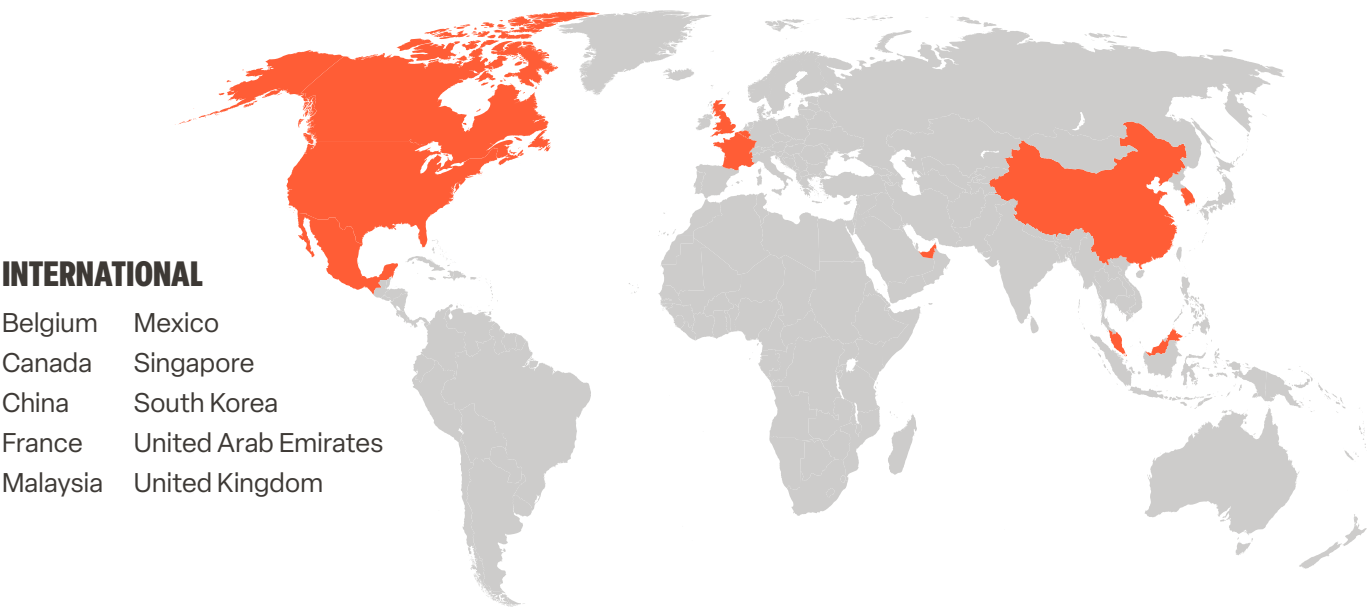 INTERNATIONAL
Belgium Mexico
Canada Singapore
China South Korea
France United Arab Emirates
Malaysia United Kingdom